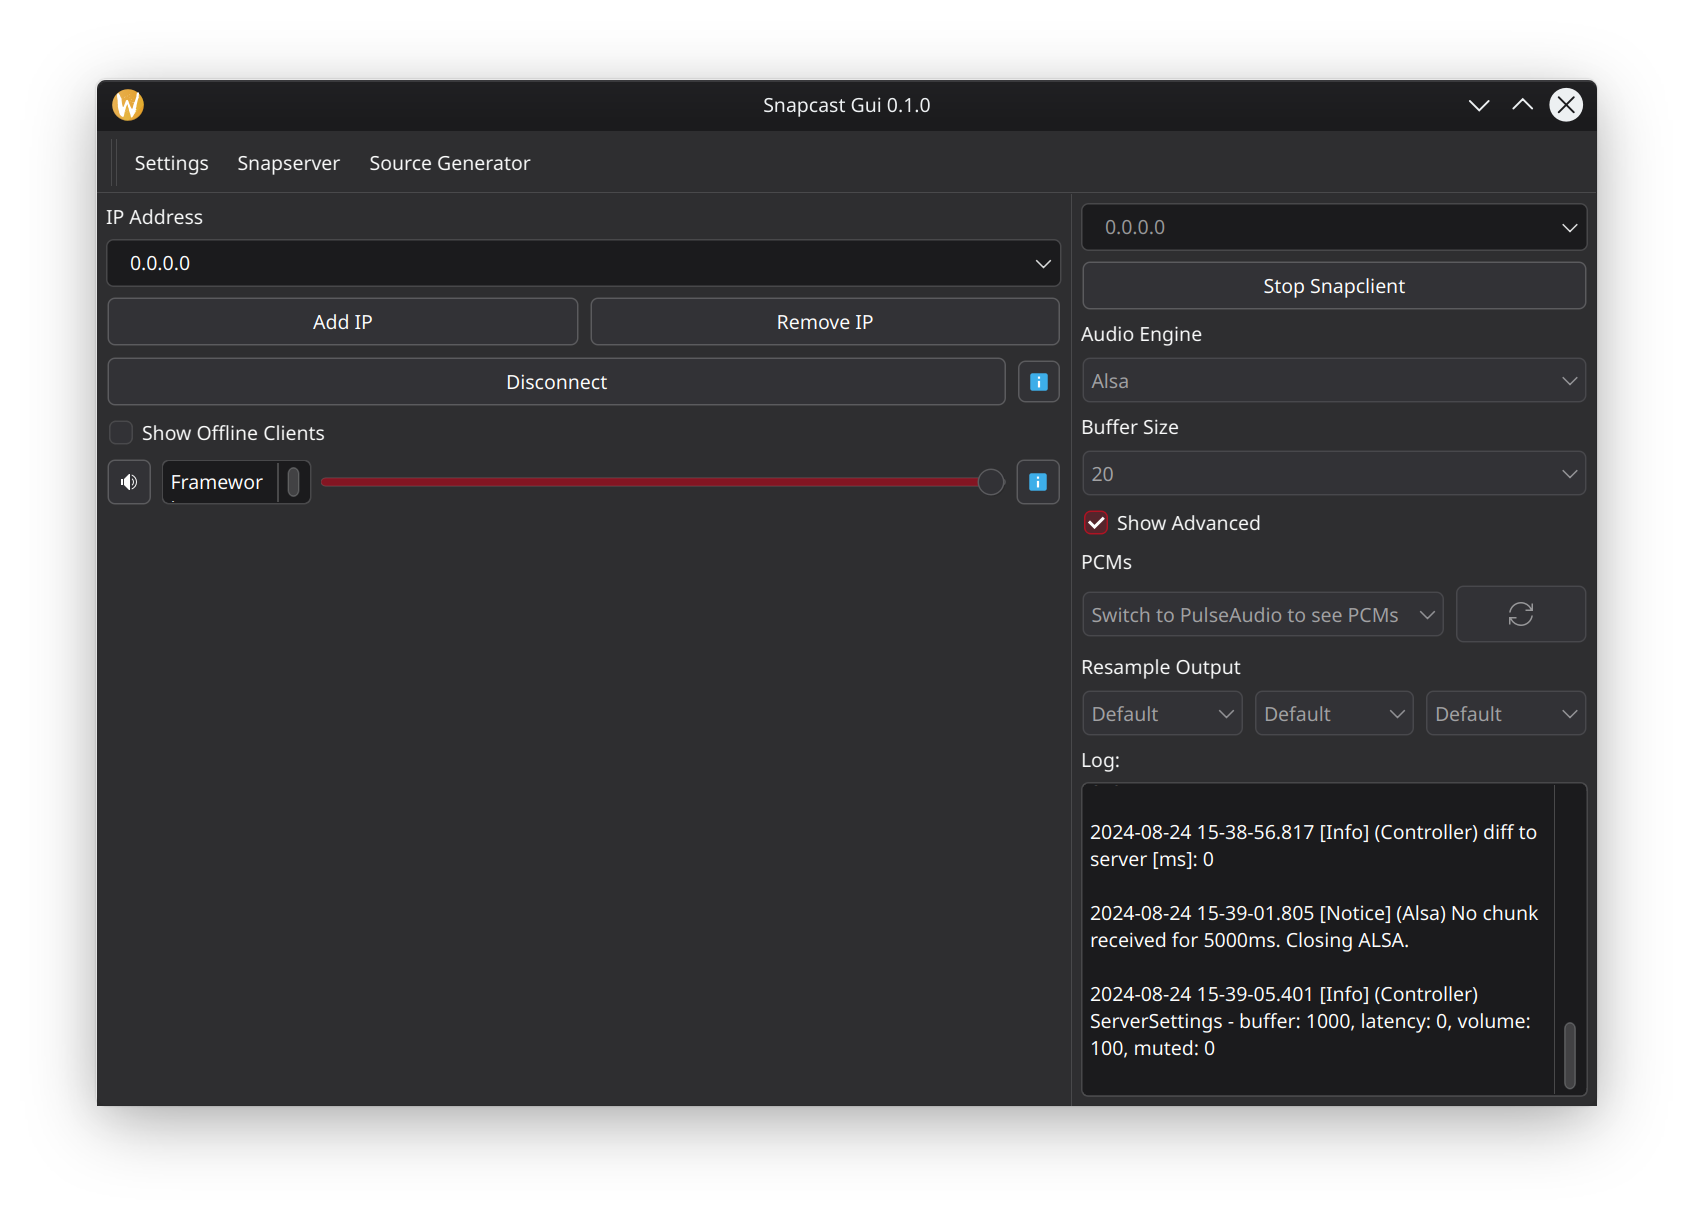 Snapcast Gui 0.1.0
Settings Snapserver Source Generator
IP Address
0.0.0.0
Add IP Remove IP
Disconnect
Show Offline Clients
Framewor
0.0.0.0
Stop Snapclient
Audio Engine
Alsa
Buffer Size
20
Show Advanced
PCMs
Switch to PulseAudio to see PCMs
Resample Output
Default Default Default
Log:
2024-08-24 15-38-56.817 [Info] (Controller) diff to
server [ms]: 0
2024-08-24 15-39-01.805 [Notice] (Alsa) No chunk
received for 5000ms. Closing ALSA.
2024-08-24 15-39-05.401 [Info] (Controller)
ServerSettings - buffer: 1000, latency: 0, volume:
100, muted: 0